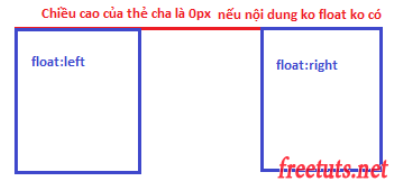 Chiều cao của thẻ cha là 0px nếu nội dung ko float ko có
float:left
float:right
freetuts.net